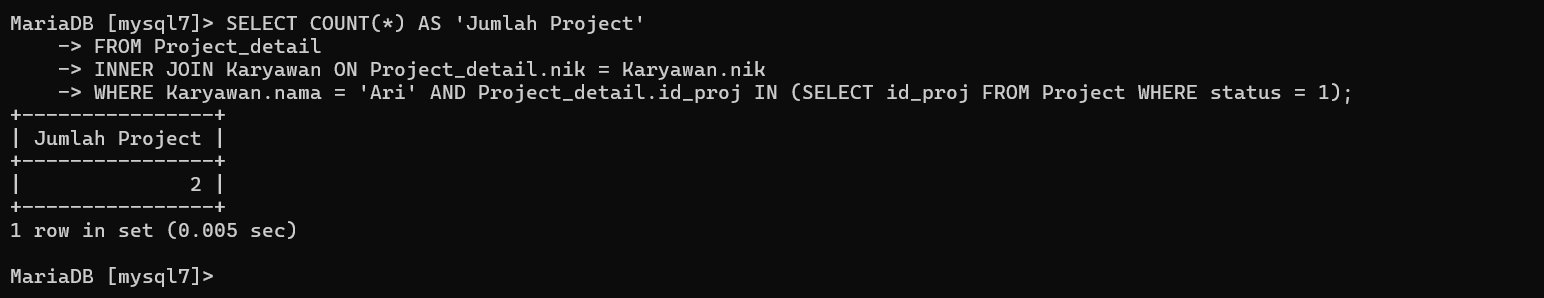 MariaDB [mysql7]> SELECT COUNT(*) AS 'Jumlah Project'
    -> FROM Project_detail
    -> INNER JOIN Karyawan ON Project_detail.nik = Karyawan.nik
    -> WHERE Karyawan.nama = 'Ari' AND Project_detail.id_proj IN (SELECT id_proj FROM Project WHERE status = 1);
+----------------+
| Jumlah Project |
+----------------+
|              2 |
+----------------+
1 row in set (0.005 sec)
MariaDB [mysql7]>